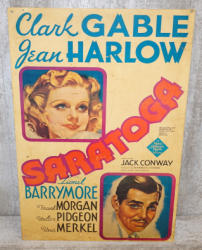 Clark GABLE
Jean HARLOW
SARATOGA
Lionel
BARRYMORE
Frank
MORGAN
Walter
PIDGEON
Una
MERKEL
JACK CONWAY